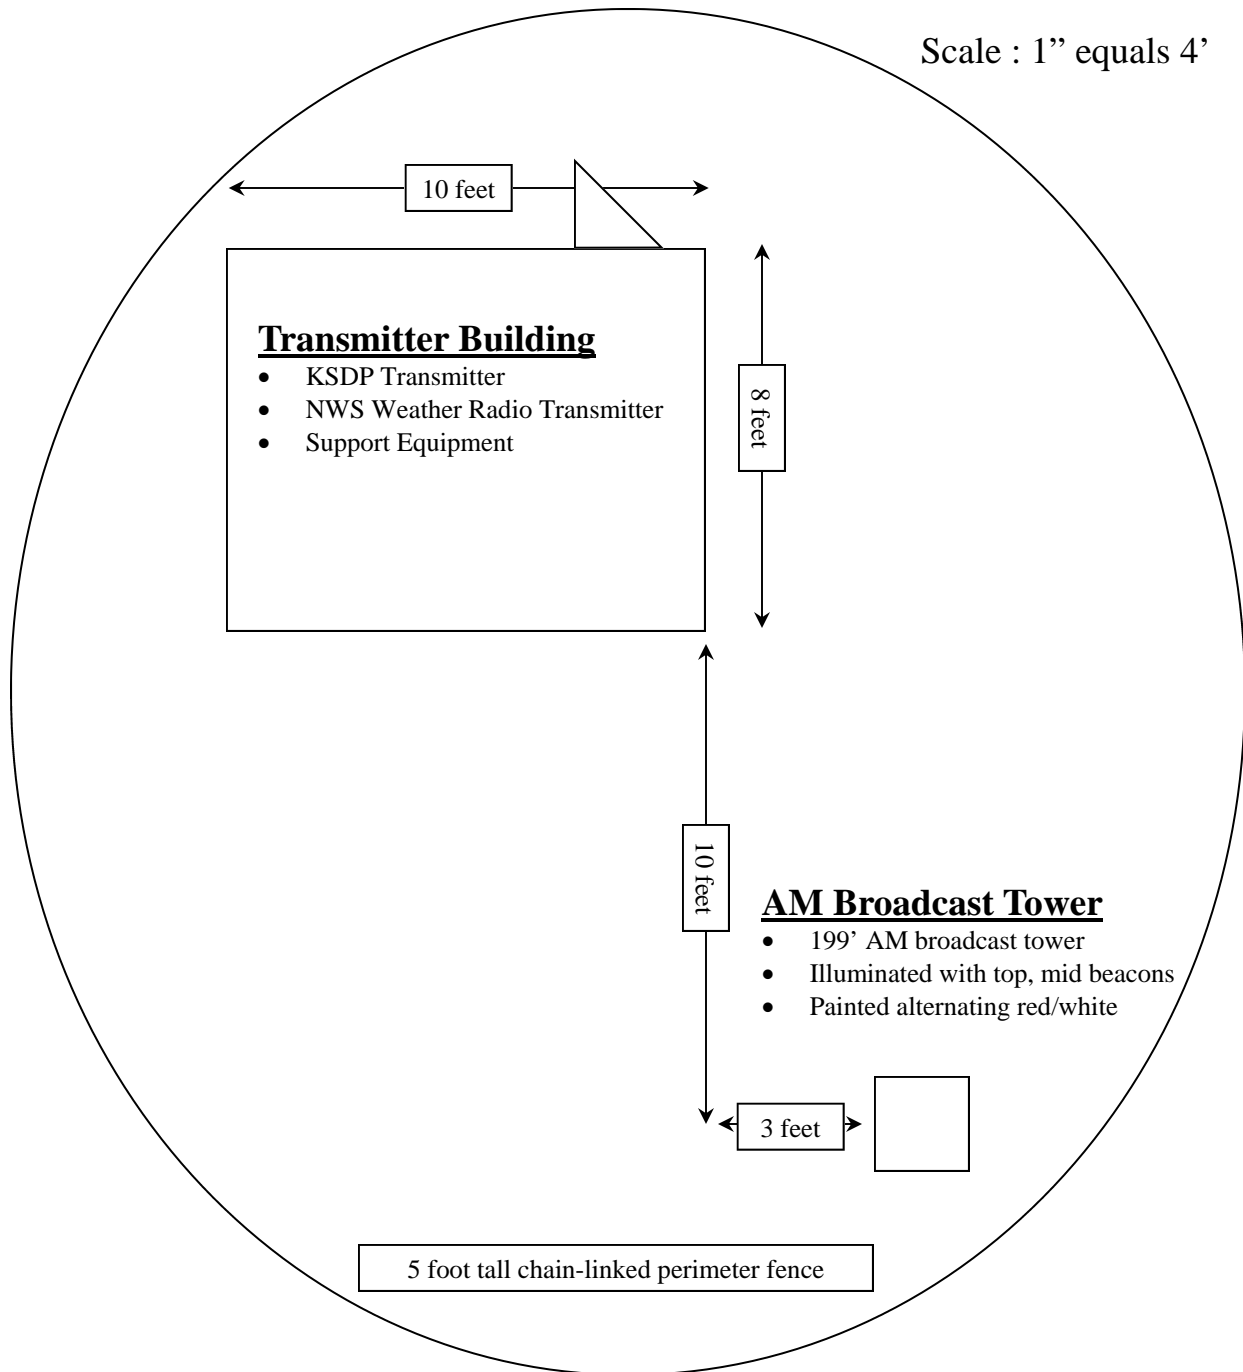 Scale : 1” equals 4’
10 feet
Transmitter Building
• KSDP Transmitter
• NWS Weather Radio Transmitter
• Support Equipment
8 feet
10 feet
AM Broadcast Tower
• 199’ AM broadcast tower
• Illuminated with top, mid beacons
• Painted alternating red/white
3 feet
5 foot tall chain-linked perimeter fence